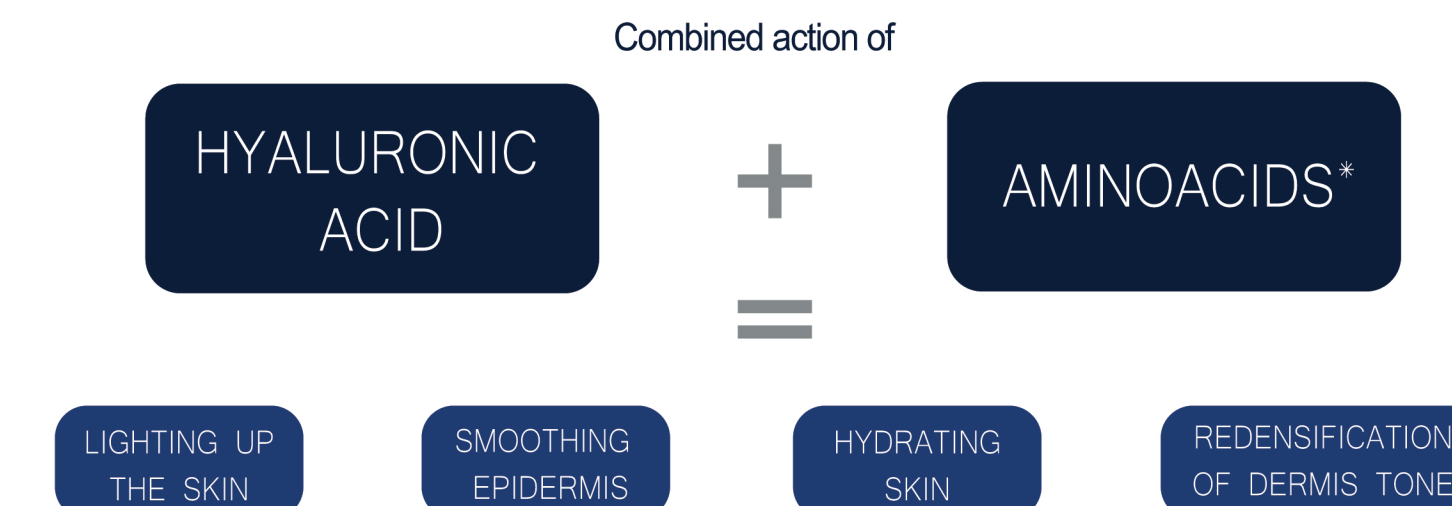 Combined action of
HYALURONIC
ACID
+
AMINOACIDS*
=
LIGHTING UP
THE SKIN
SMOOTHING
EPIDERMIS
HYDRATING
SKIN
REDENSIFICATION
OF DERMIS TONE